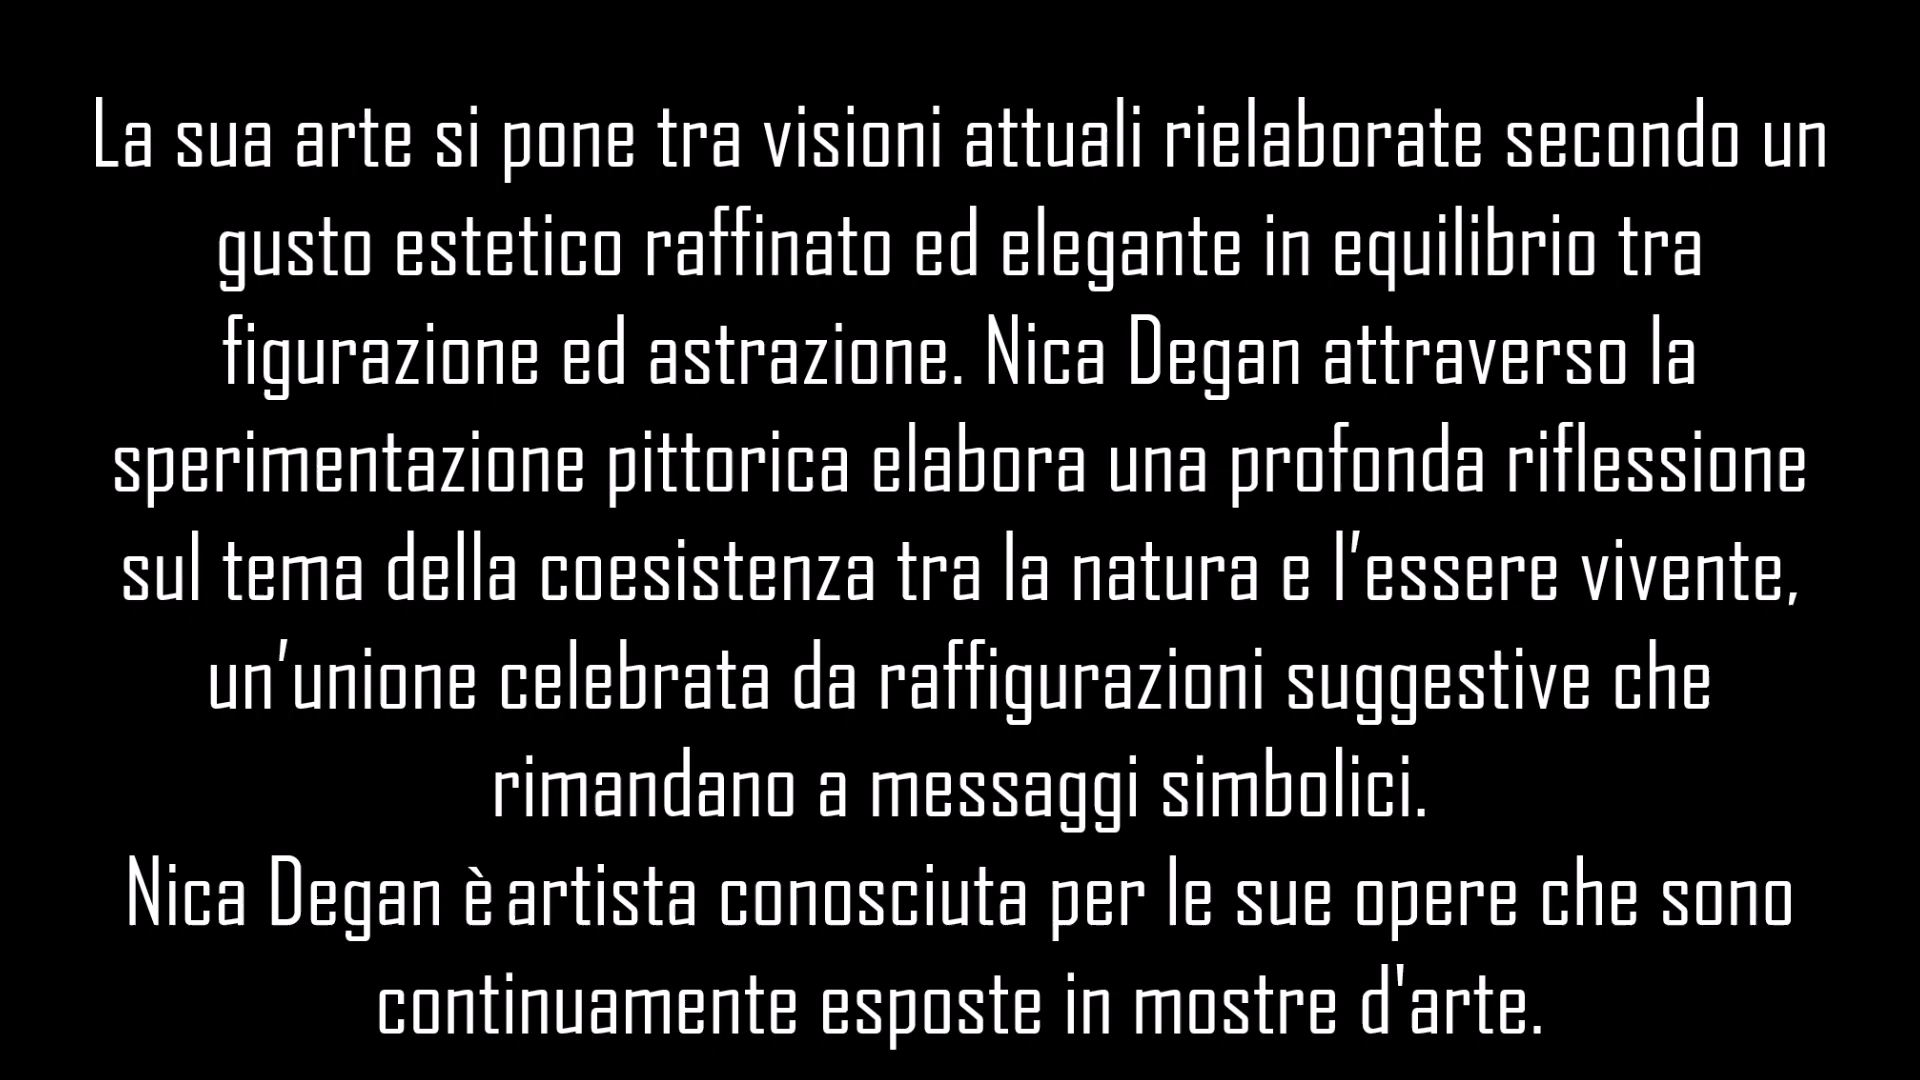 La sua arte si pone tra visioni attuali rielaborate secondo un
gusto estetico raffinato ed elegante in equilibrio tra
figurazione ed astrazione. Nica Degan attraverso la
sperimentazione pittorica elabora una profonda riflessione
sul tema della coesistenza tra la natura e l’essere vivente,
un’unione celebrata da raffigurazioni suggestive che
rimandano a messaggi simbolici.
Nica Degan è artista conosciuta per le sue opere che sono
continuamente esposte in mostre d'arte.